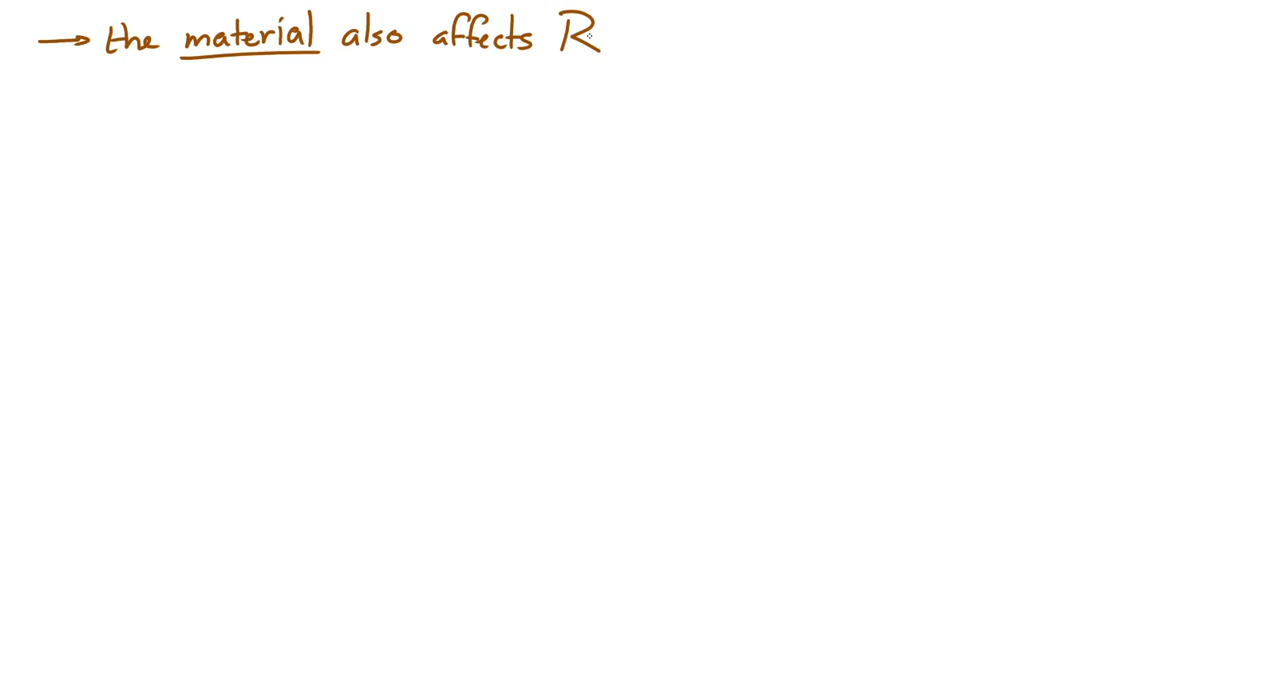 → the material also affects R